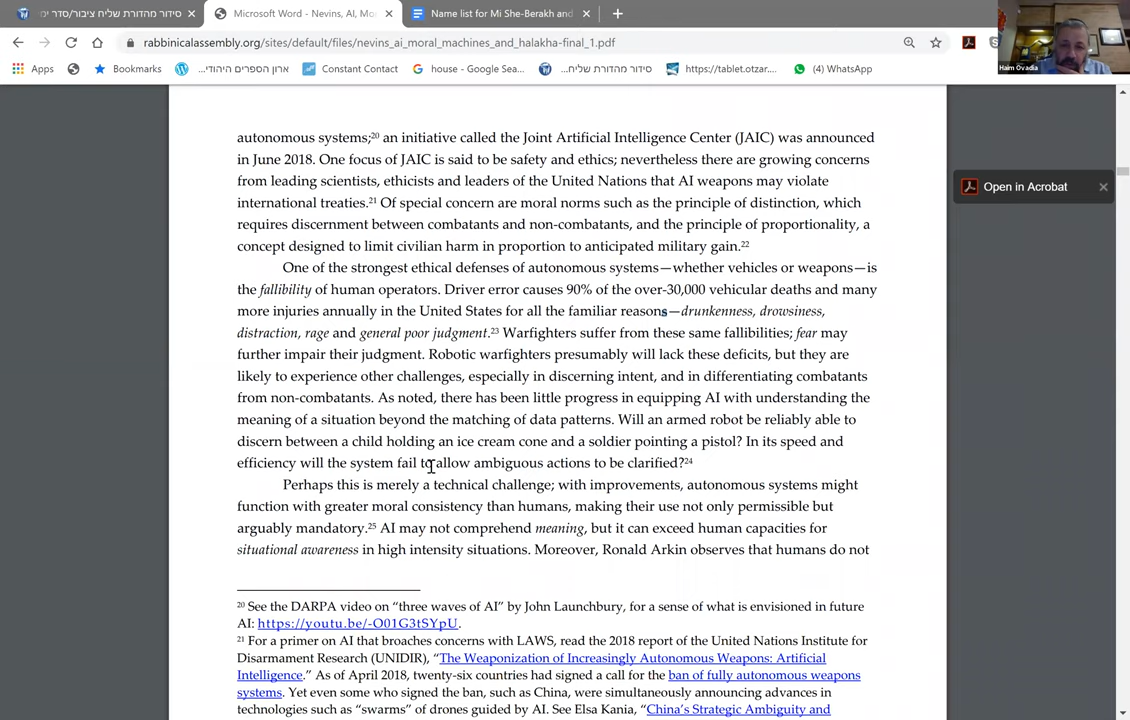 סידור מהדורת שליח ציבור/סדר ימ
Microsoft Word - Nevins, AI, Mo
Name list for Mi She-Berakh and
rabbinicalassembly.org/sites/default/files/nevins_ai_moral_machines_and_halakha-final_1.pdf
Apps
Bookmarks
ארון הספרים היהודי...
Constant Contact
house - Google Sea...
סידור מהדורת שליח...
https://tablet.otzar....
(4) WhatsApp
Haim Ovadia
Open in Acrobat
autonomous systems;20 an initiative called the Joint Artificial Intelligence Center (JAIC) was announced
in June 2018. One focus of JAIC is said to be safety and ethics; nevertheless there are growing concerns
from leading scientists, ethicists and leaders of the United Nations that AI weapons may violate
international treaties.21 Of special concern are moral norms such as the principle of distinction, which
requires discernment between combatants and non-combatants, and the principle of proportionality, a
concept designed to limit civilian harm in proportion to anticipated military gain.22
One of the strongest ethical defenses of autonomous systems—whether vehicles or weapons—is
the fallibility of human operators. Driver error causes 90% of the over-30,000 vehicular deaths and many
more injuries annually in the United States for all the familiar reasons—drunkenness, drowsiness,
distraction, rage and general poor judgment.23 Warfighters suffer from these same fallibilities; fear may
further impair their judgment. Robotic warfighters presumably will lack these deficits, but they are
likely to experience other challenges, especially in discerning intent, and in differentiating combatants
from non-combatants. As noted, there has been little progress in equipping AI with understanding the
meaning of a situation beyond the matching of data patterns. Will an armed robot be reliably able to
discern between a child holding an ice cream cone and a soldier pointing a pistol? In its speed and
efficiency will the system fail to allow ambiguous actions to be clarified?24
Perhaps this is merely a technical challenge; with improvements, autonomous systems might
function with greater moral consistency than humans, making their use not only permissible but
arguably mandatory.25 AI may not comprehend meaning, but it can exceed human capacities for
situational awareness in high intensity situations. Moreover, Ronald Arkin observes that humans do not
20 See the DARPA video on “three waves of AI” by John Launchbury, for a sense of what is envisioned in future
AI: https://youtu.be/-O01G3tSYpU.
21 For a primer on AI that broaches concerns with LAWS, read the 2018 report of the United Nations Institute for
Disarmament Research (UNIDIR), “The Weaponization of Increasingly Autonomous Weapons: Artificial
Intelligence.” As of April 2018, twenty-six countries had signed a call for the ban of fully autonomous weapons
systems. Yet even some who signed the ban, such as China, were simultaneously announcing advances in
technologies such as “swarms” of drones guided by AI. See Elsa Kania, “China’s Strategic Ambiguity and